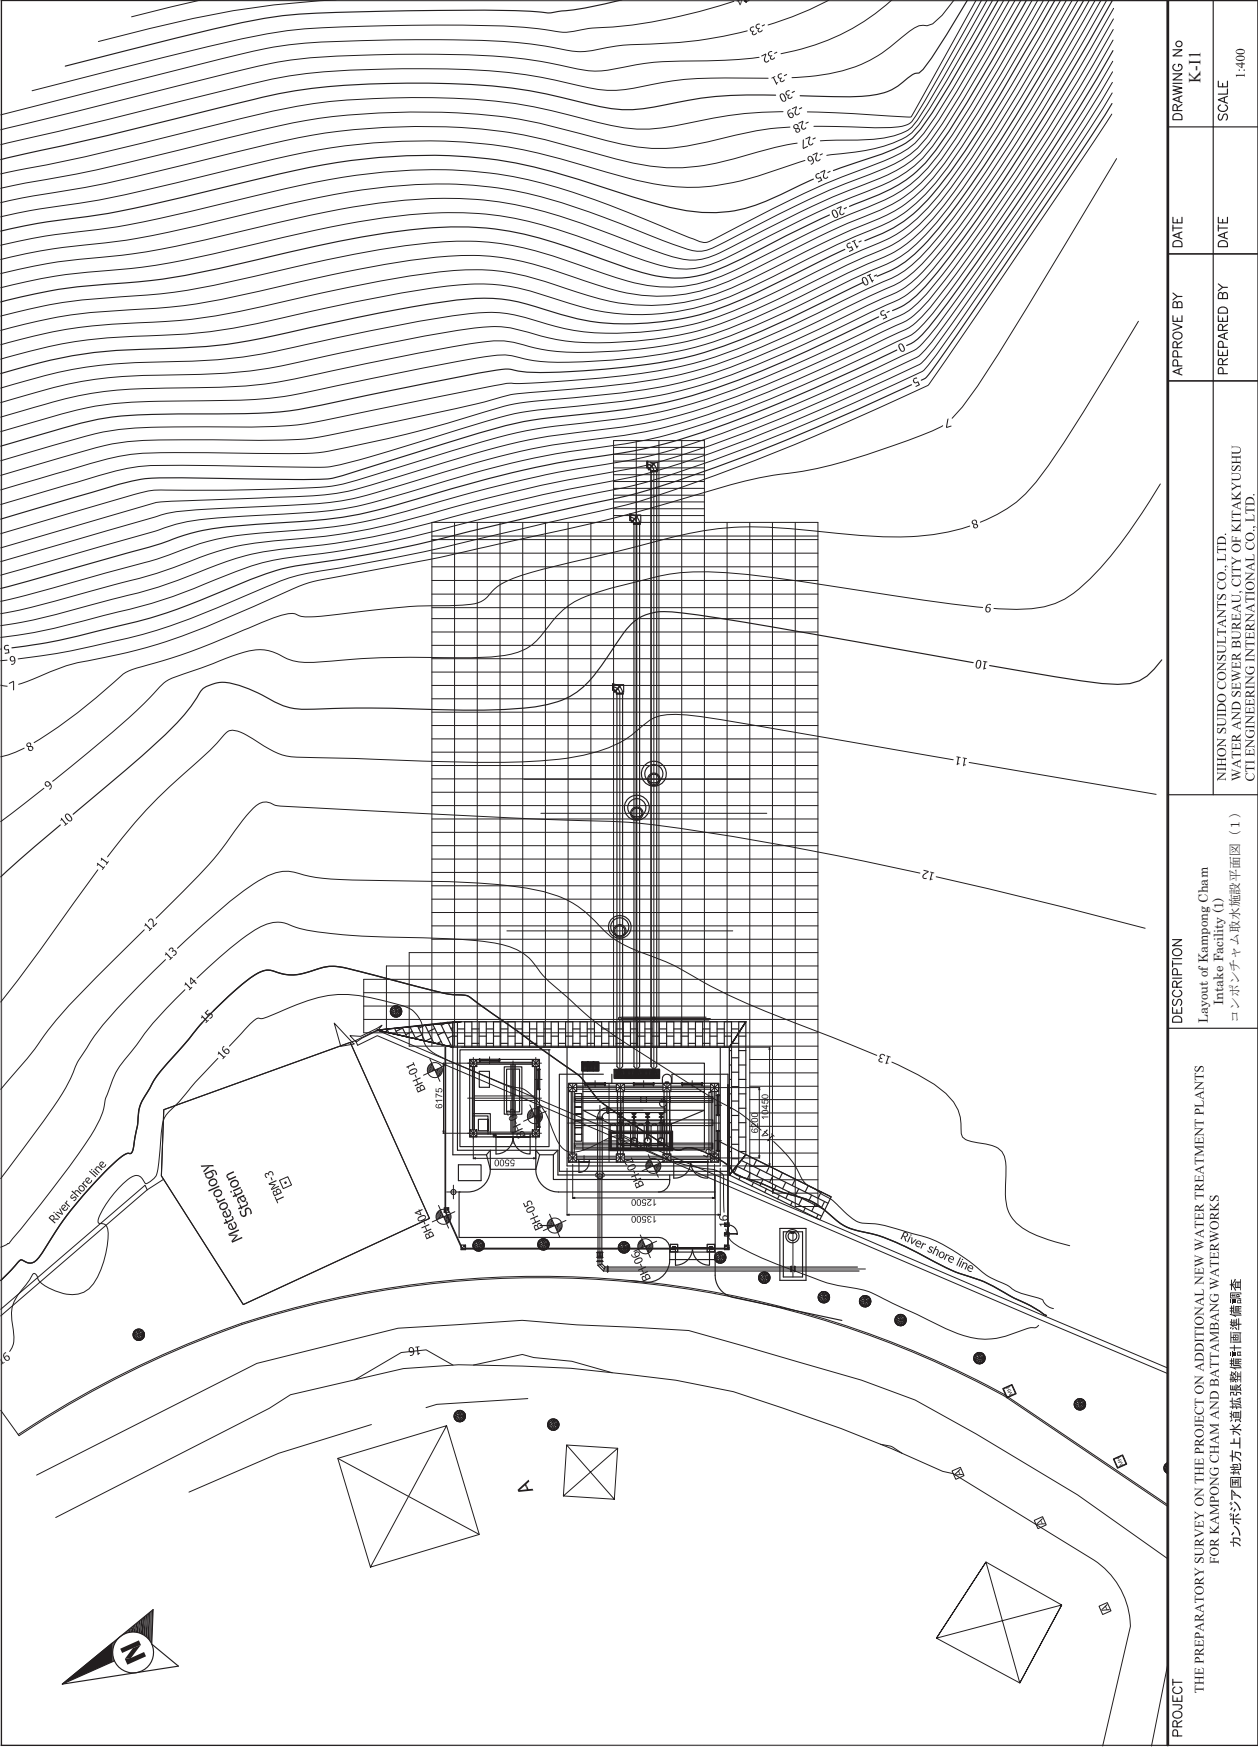 PROJECT
THE PREPARATORY SURVEY ON THE PROJECT ON ADDITIONAL NEW WATER TREATMENT PLANTS
FOR KAMPONG CHAM AND BATTAMBANG WATERWORKS
カンボジア国地方上水道拡張整備計画準備調査
DESCRIPTION
Layout of Kampong Cham
Intake Facility (1)
コンポンチャム取水施設平面図 (1)
NIHON SUIDO CONSULTANTS CO., LTD.
WATER AND SEWER BUREAU, CITY OF KITAKYUSHU
CTI ENGINEERING INTERNATIONAL CO., LTD.
APPROVE BY
DATE
DRAWING No
K-11
PREPARED BY
DATE
SCALE
1:400
-33
-32
-31
-30
-29
-28
-27
-26
-25
-20
-15
-10
-5
0
5
7
8
9
10
11
12
13
5
6
7
8
9
10
11
12
13
14
15
16
16
16
River shore line
Meteorology
Station
TBM-3
River shore line
BH-01
BH-04
BH-05
BH-06
6175
5500
12500
13500
6200
10450
A
N